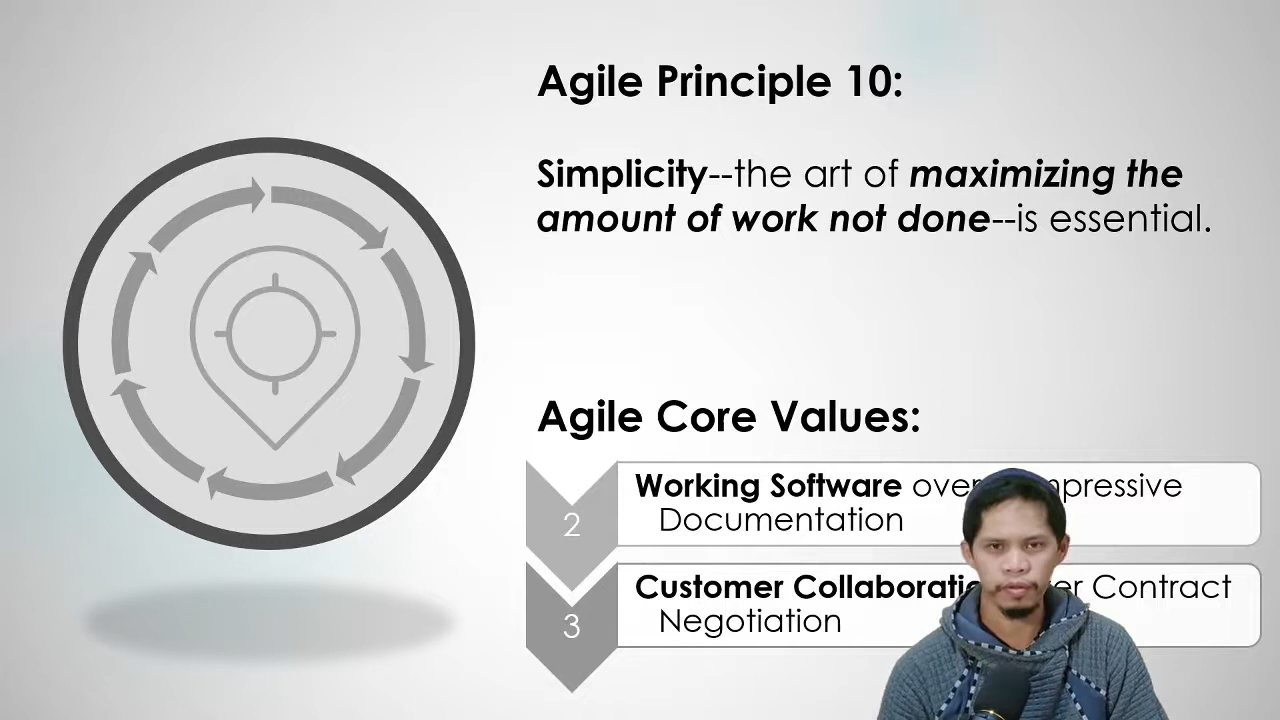 Agile Principle 10:
Simplicity--the art of maximizing the
amount of work not done--is essential.
Agile Core Values:
2
Working Software
Documentation
3
Customer Contract
Negotiation